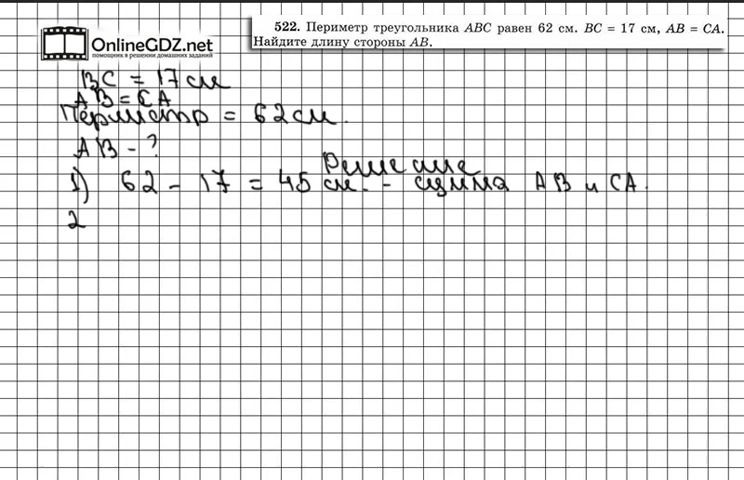 OnlineGDZ.net
помощник в решении домашних заданий
522. Периметр треугольника ABC равен 62 см. BC = 17 см, AB = CA.
Найдите длину стороны AB.
BC = 17 см
AB = CA
Периметр = 62 см.
AB - ?
Решение
1) 62 - 17 = 45 см. - сумма AB и CA.
2